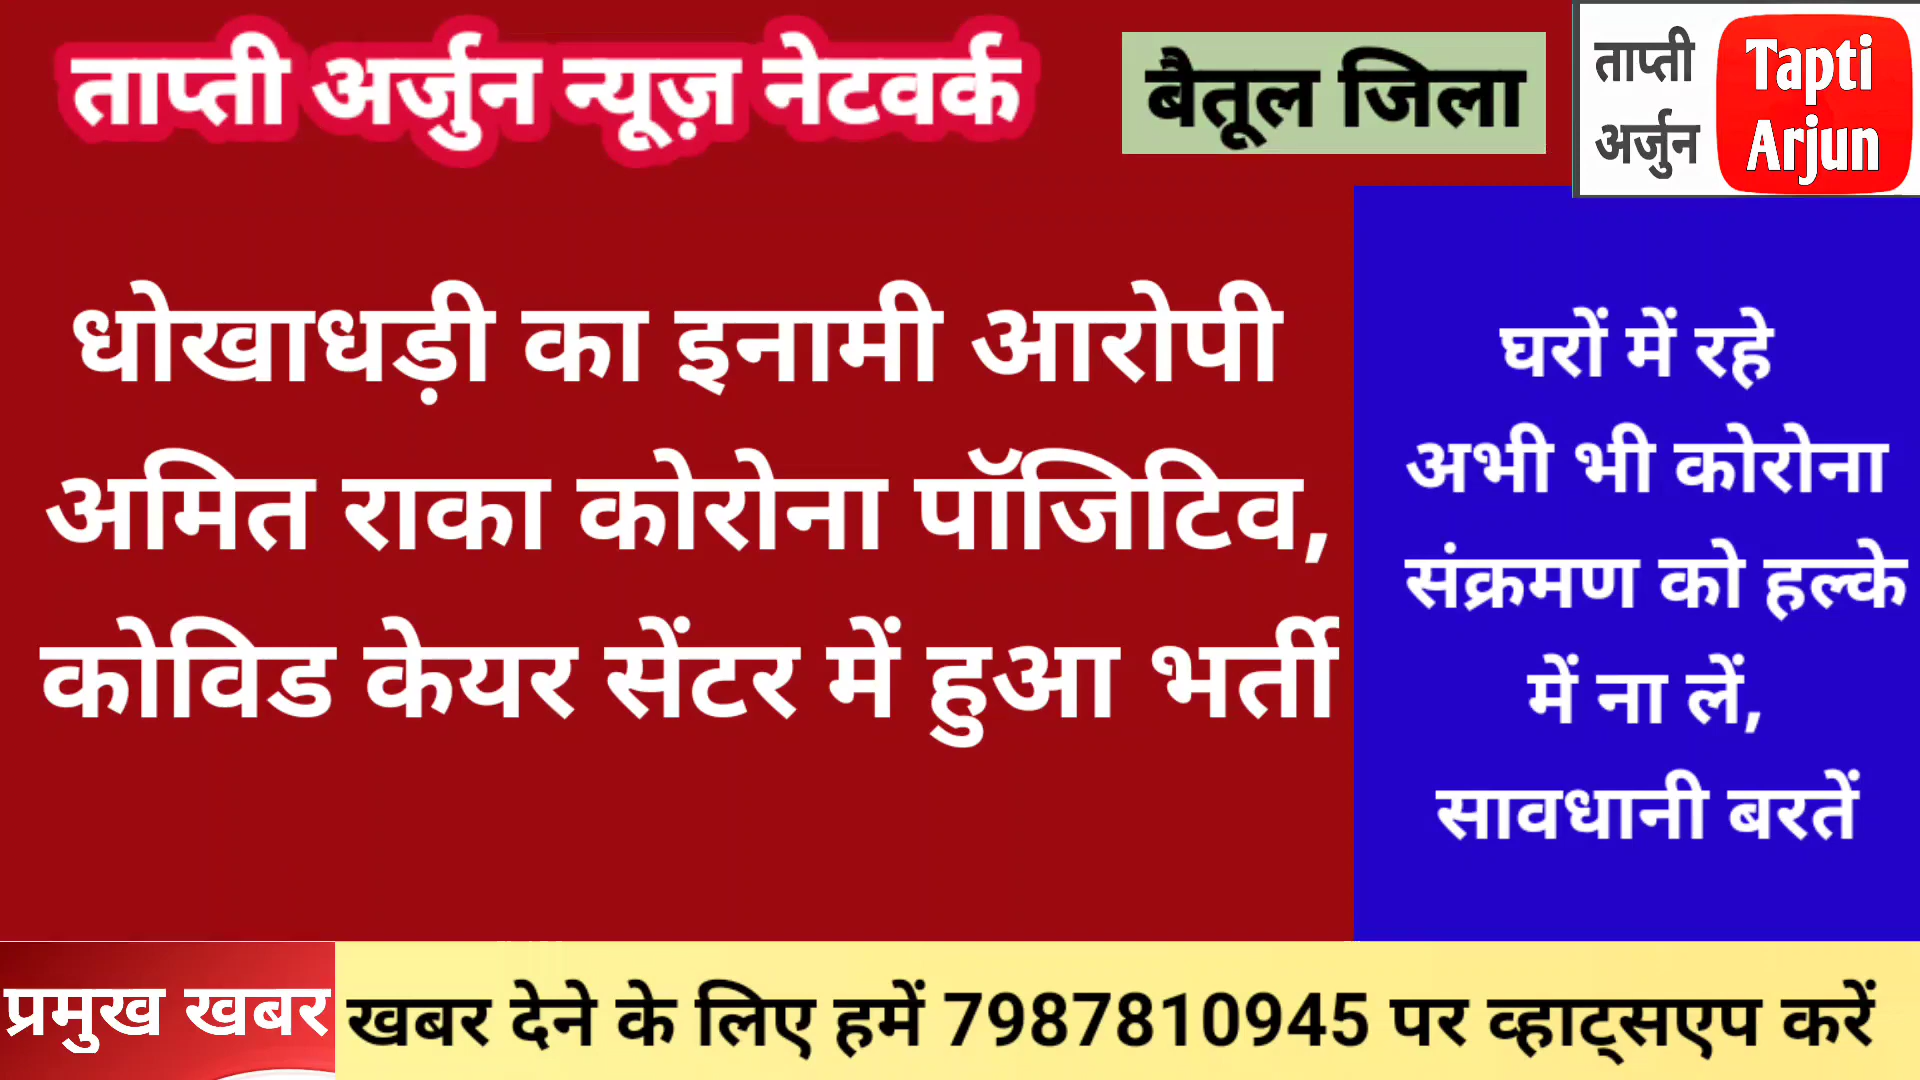 ताप्ती अर्जुन न्यूज़ नेटवर्क
बैतूल जिला
ताप्ती
अर्जुन
Tapti
Arjun
धोखाधड़ी का इनामी आरोपी
अमित राका कोरोना पॉजिटिव,
कोविड केयर सेंटर में हुआ भर्ती
घरों में रहे
अभी भी कोरोना
संक्रमण को हल्के
में ना लें,
सावधानी बरतें
प्रमुख खबर
खबर देने के लिए हमें 7987810945 पर व्हाट्सएप करें